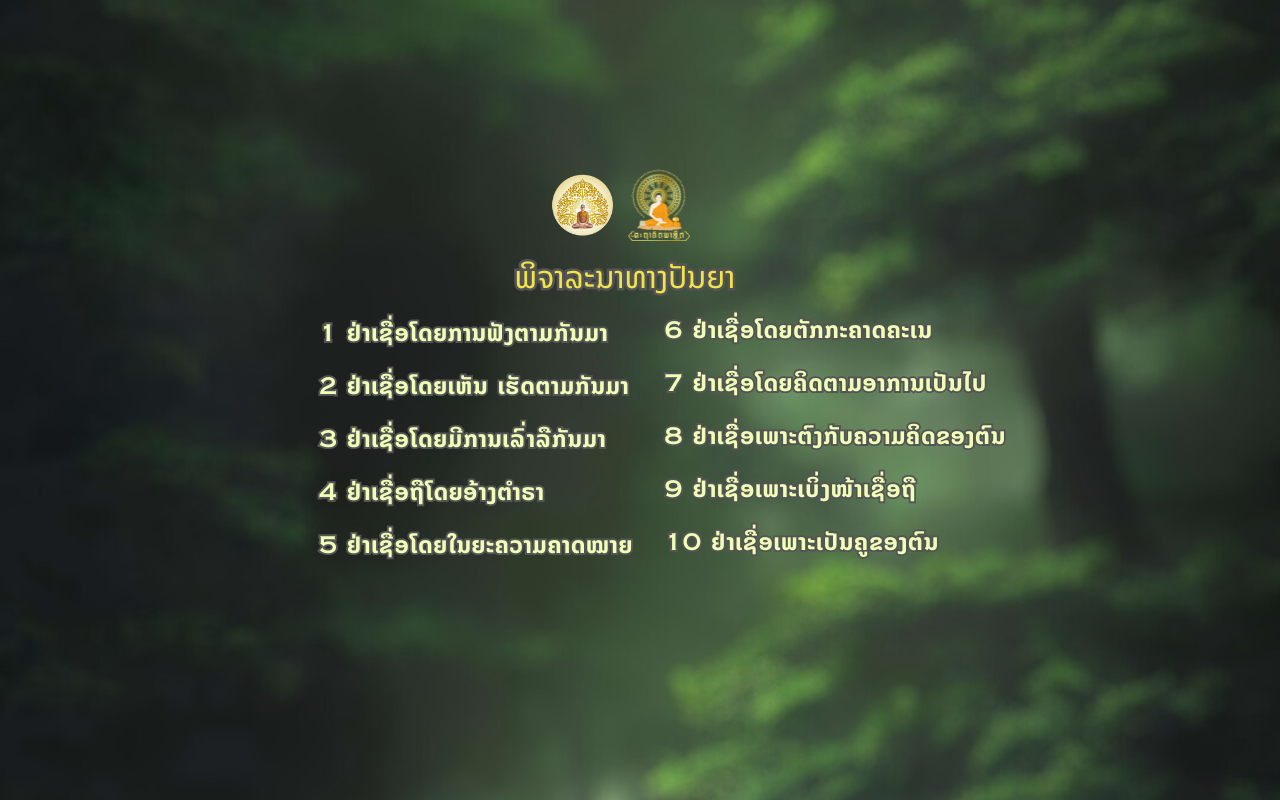 ພິຈາລະນາທາງປັນຍາ
1 ຢ່າເຊື່ອໂດຍການຟັງຕາມກັນມາ
2 ຢ່າເຊື່ອໂດຍເຫັນ ເຮັດຕາມກັນມາ
3 ຢ່າເຊື່ອໂດຍມີການເລົ່າລືກັນມາ
4 ຢ່າເຊື່ອຖືໂດຍອ້າງຕຳຣາ
5 ຢ່າເຊື່ອໂດຍໃນຍະຄວາມຄາດໝາຍ
6 ຢ່າເຊື່ອໂດຍຕັກກະຄາດຄະເນ
7 ຢ່າເຊື່ອໂດຍຄິດຕາມອາການເປັນໄປ
8 ຢ່າເຊື່ອເພາະຕົງກັບຄວາມຄິດຂອງຕົນ
9 ຢ່າເຊື່ອເພາະເບິ່ງໜ້າເຊື່ອຖື
10 ຢ່າເຊື່ອເພາະເປັນຄູຂອງຕົນ